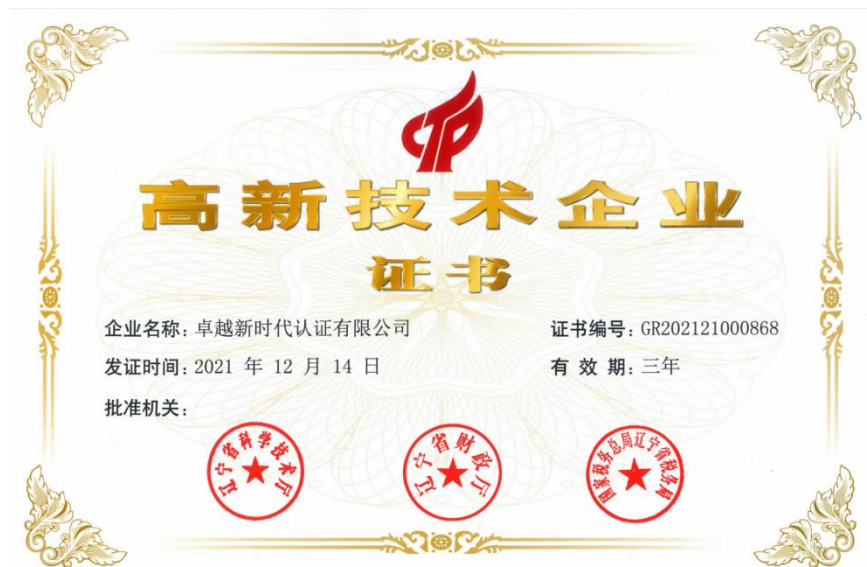 高新技术企业
证书
企业名称：卓越新时代认证有限公司
证书编号：GR202121000868
发证时间：2021 年 12 月 14 日
有 效 期：三年
批准机关：
辽宁省科学技术厅
辽宁省财政厅
国家税务总局辽宁省税务局